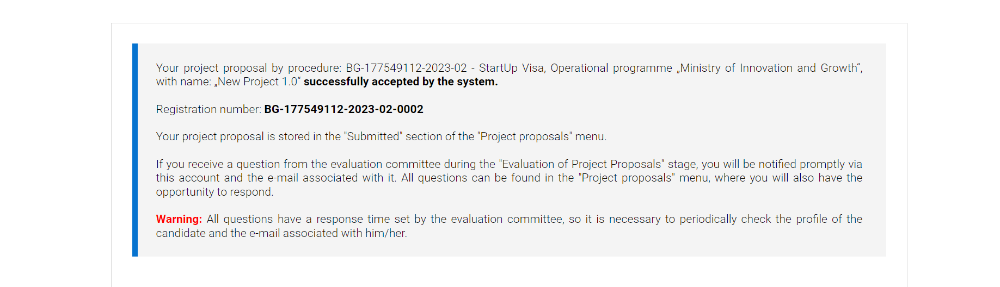 Your project proposal by procedure: BG-177549112-2023-02 - StartUp Visa, Operational programme „Ministry of Innovation and Growth“,
with name: „New Project 1.0“ successfully accepted by the system.
Registration number: BG-177549112-2023-02-0002
Your project proposal is stored in the "Submitted" section of the "Project proposals" menu.
If you receive a question from the evaluation committee during the "Evaluation of Project Proposals" stage, you will be notified promptly via
this account and the e-mail associated with it. All questions can be found in the "Project proposals" menu, where you will also have the
opportunity to respond.
Warning: All questions have a response time set by the evaluation committee, so it is necessary to periodically check the profile of the
candidate and the e-mail associated with him/her.